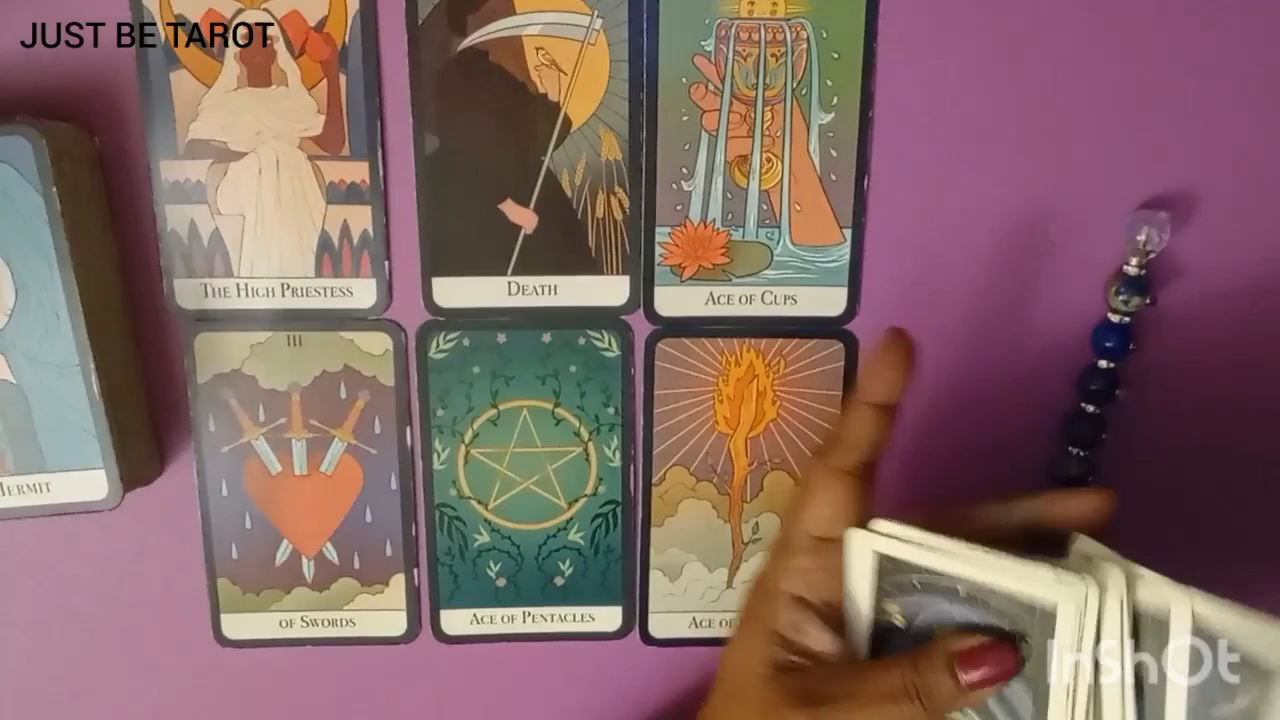 JUST BE TAROT
THE HIGH PRIESTESS
DEATH
ACE OF CUPS
HERMIT
III
OF SWORDS
ACE OF PENTACLES
ACE OF
InShOt